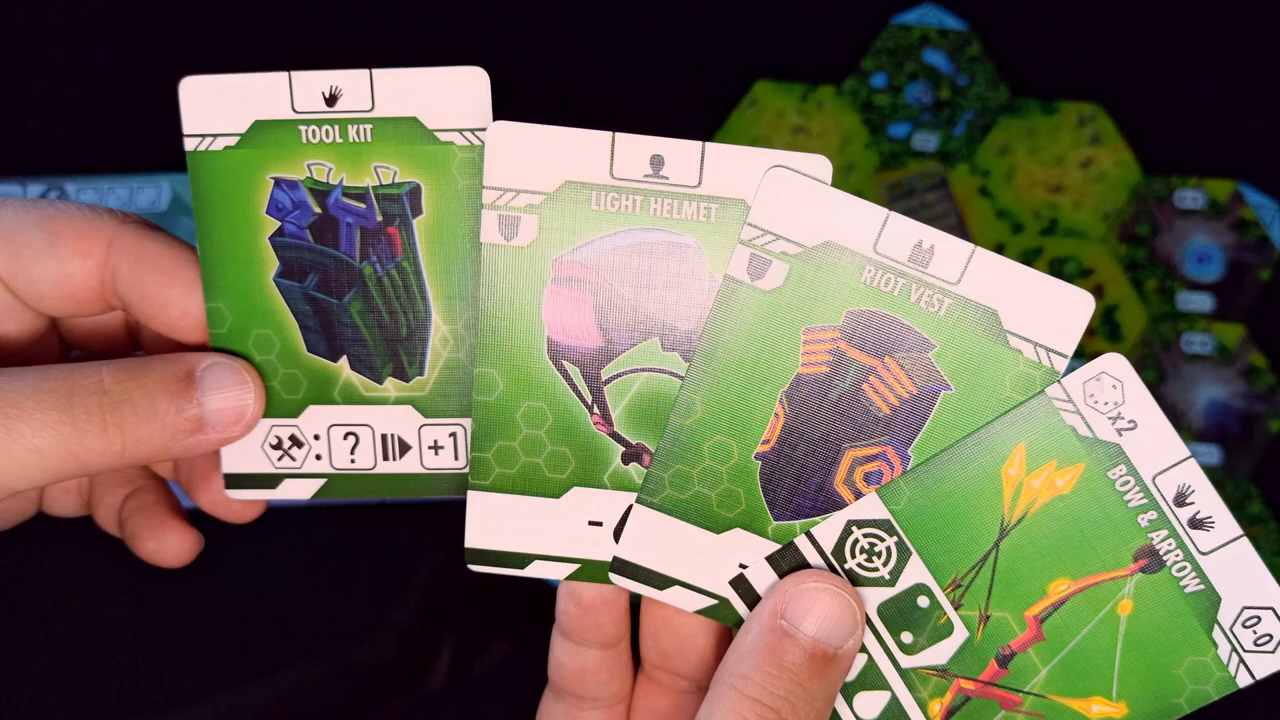 TOOL KIT
: ? +1
LIGHT HELMET
-
RIOT VEST
x2
BOW & ARROW
0-0